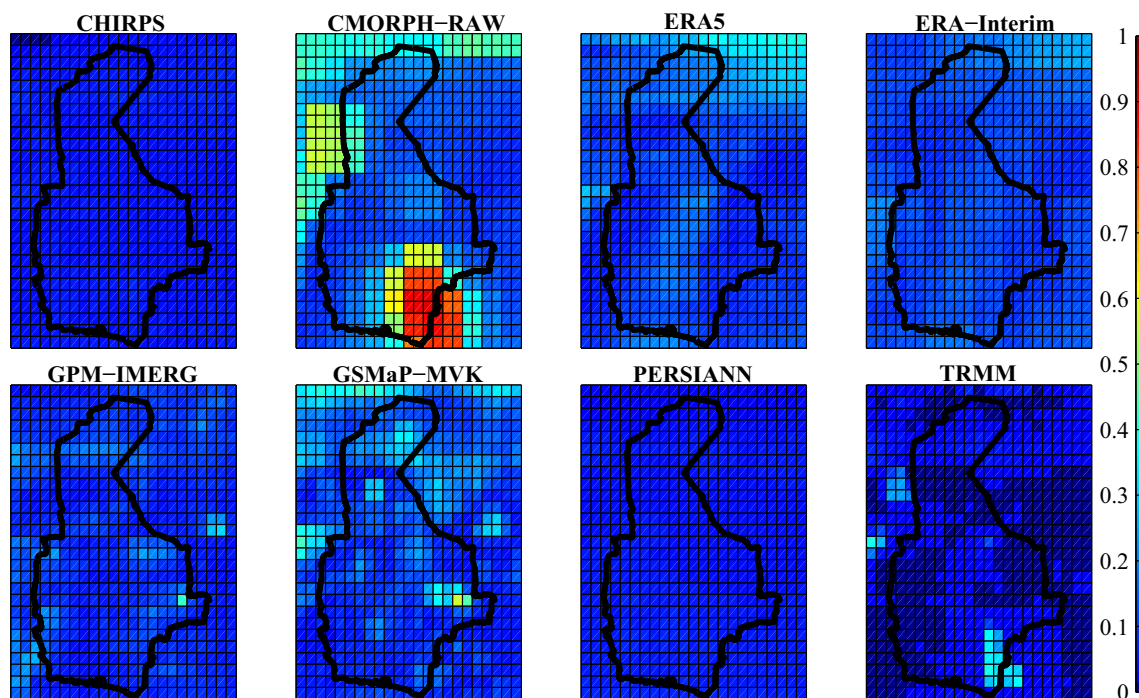 CHIRPS
CMORPH−RAW
ERA5
ERA−Interim
GPM−IMERG
GSMaP−MVK
PERSIANN
TRMM
1
0.9
0.8
0.7
0.6
0.5
0.4
0.3
0.2
0.1
0